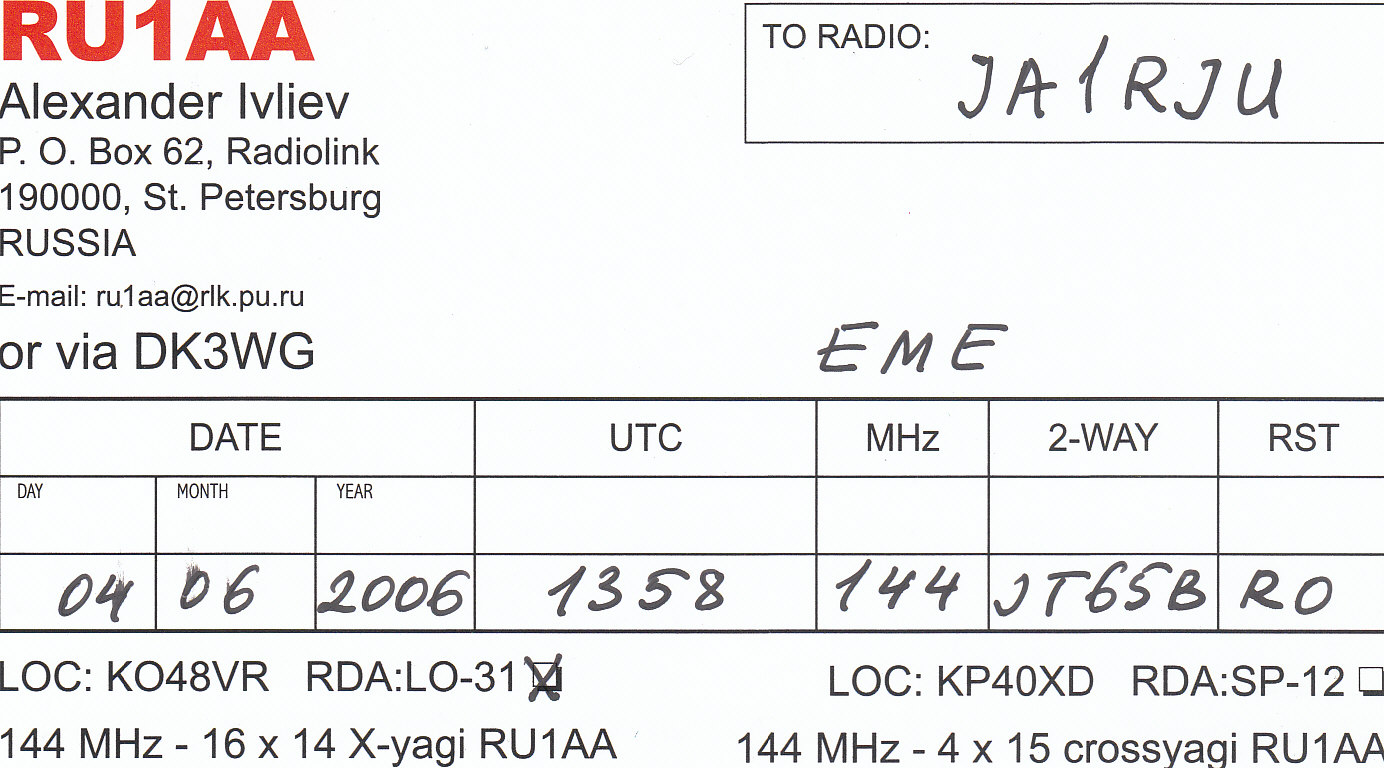 RU1AA
Alexander Ivliev
P. O. Box 62, Radiolink
190000, St. Petersburg
RUSSIA
E-mail: ru1aa@rlk.pu.ru
or via DK3WG
TO RADIO:
JA1RJU
EME
DATE UTC MHz 2-WAY RST
DAY MONTH YEAR
04 06 2006 1358 144 JT65B RO
LOC: KO48VR RDA:LO-31
144 MHz - 16 x 14 X-yagi RU1AA
LOC: KP40XD RDA:SP-12
144 MHz - 4 x 15 crossyagi RU1AA